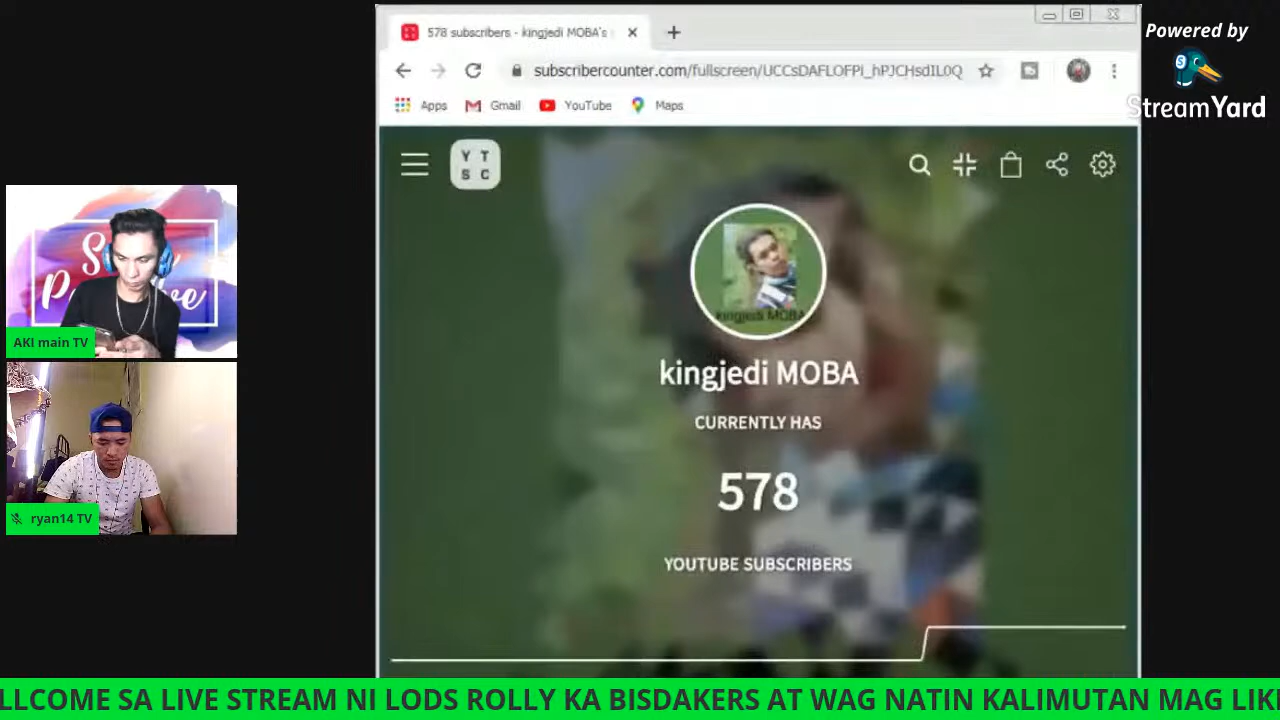 578 subscribers - kingjedi MOBA's
Powered by
StreamYard
subscribercounter.com/fullscreen/UCCsDAFLOFPI_hPJCHsdIL0Q
Apps Gmail YouTube Maps
Y T
S C
kingjedi MOBA
kingjedi MOBA
CURRENTLY HAS
578
YOUTUBE SUBSCRIBERS
AKI main TV
ryan14 TV
LLCOME SA LIVE STREAM NI LODS ROLLY KA BISDAKERS AT WAG NATIN KALIMUTAN MAG LIK